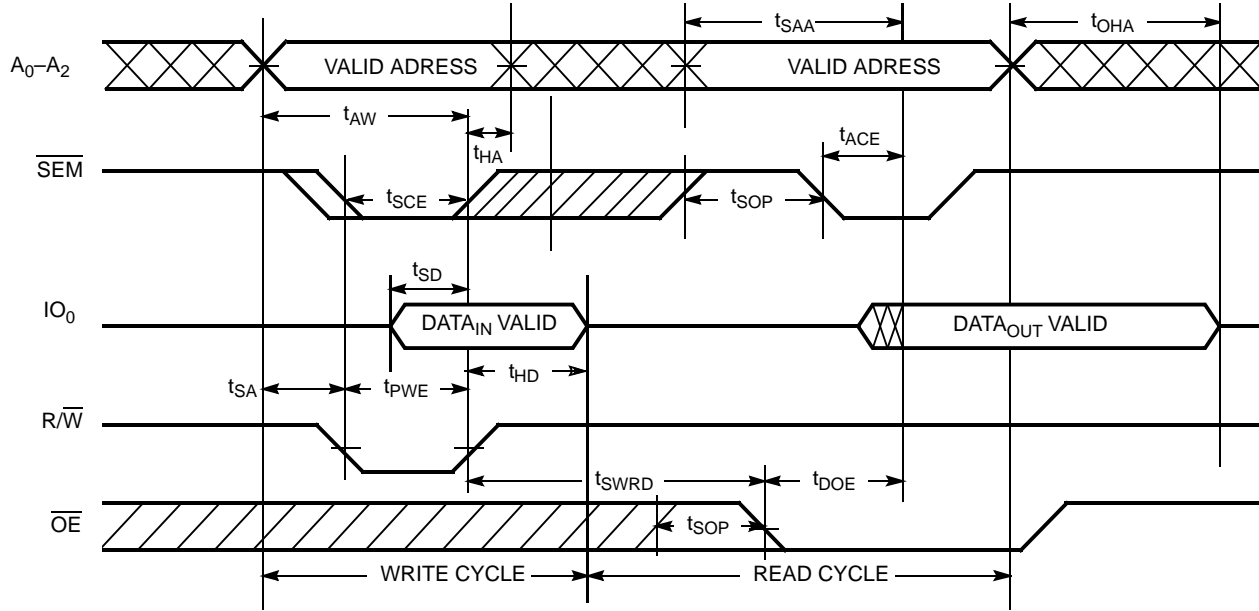 tSAA
tOHA
A0–A2
VALID ADRESS
VALID ADRESS
tAW
tHA
tACE
SEM
tSCE
tSOP
tSD
IO0
DATAIN VALID
DATAOUT VALID
tSA
tPWE
tHD
R/W
tSWRD
tDOE
OE
tSOP
WRITE CYCLE
READ CYCLE